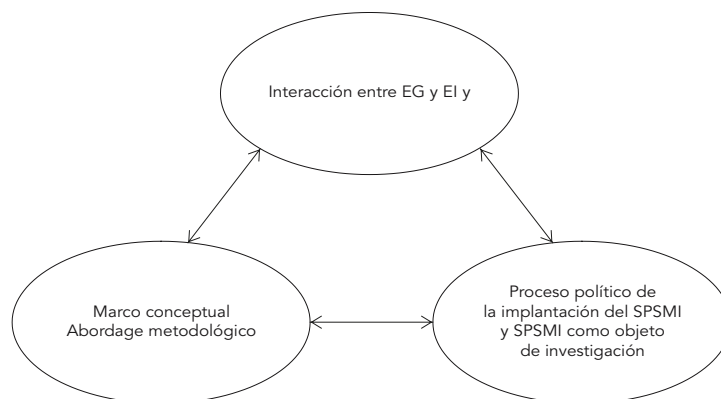 Interacción entre EG y EI y
Marco conceptual
Abordage metodológico
Proceso político de
la implantación del SPSMI
y SPSMI como objeto
de investigación